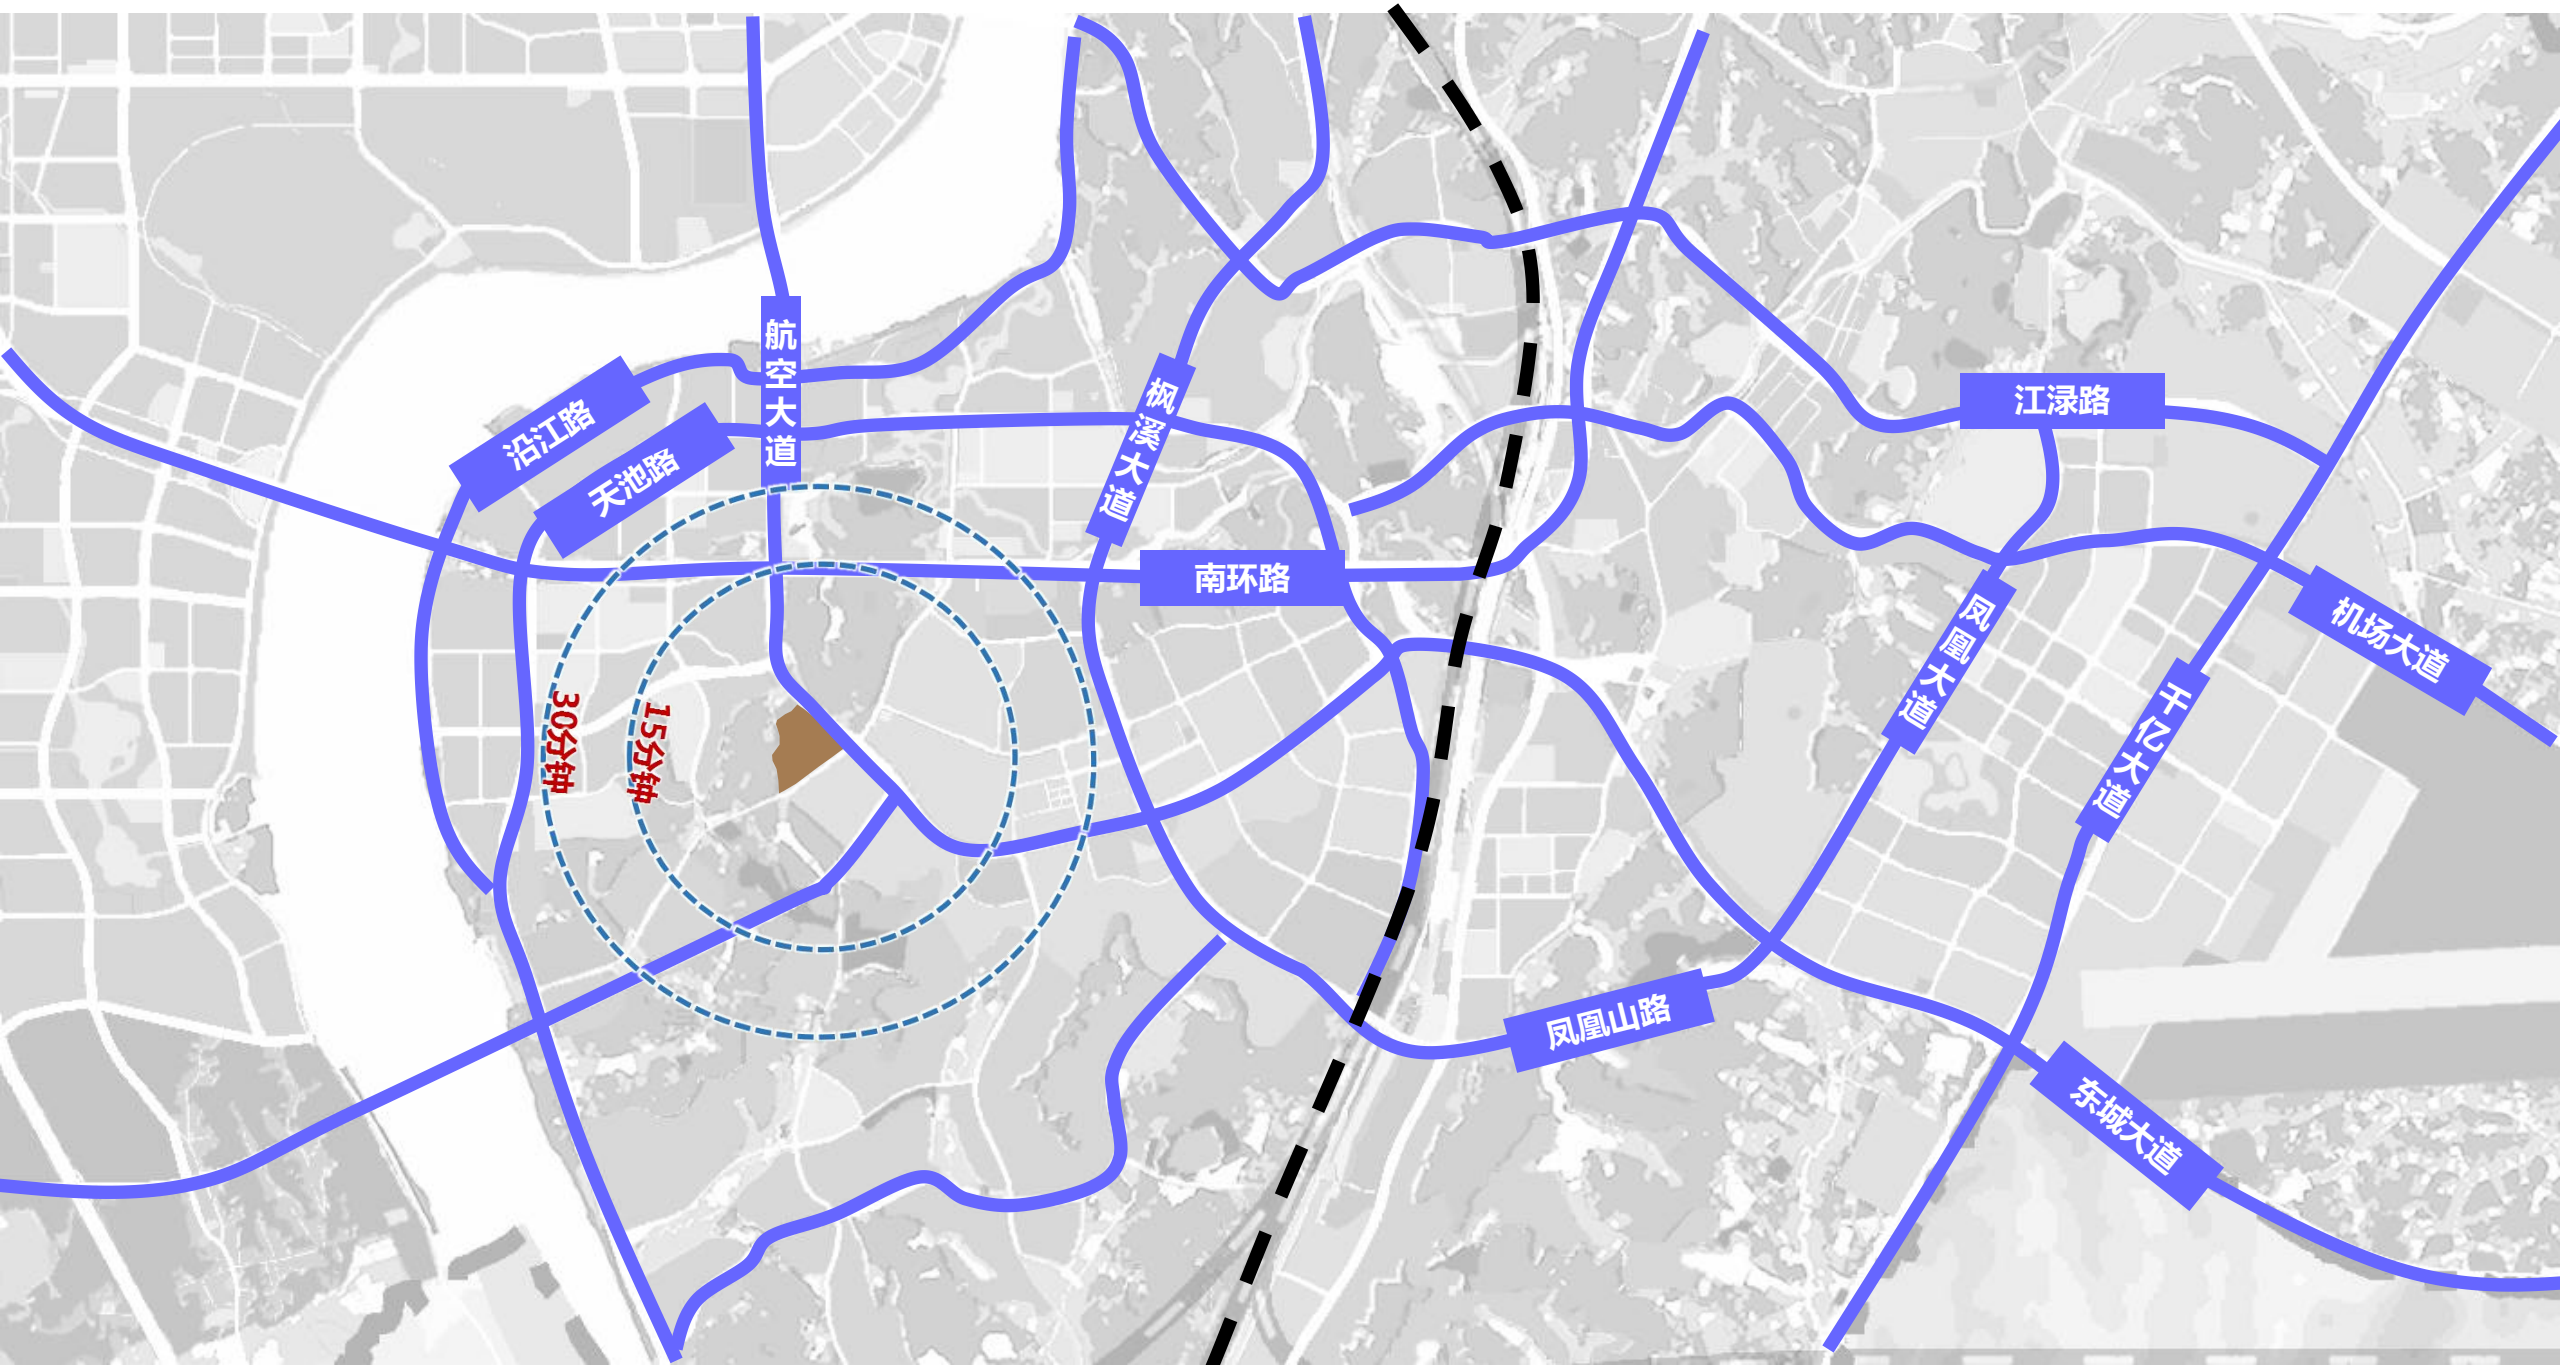 航空大道
沿江路
天池路
枫溪大道
江渌路
南环路
凤凰大道
机场大道
千亿大道
30分钟
15分钟
凤凰山路
东城大道